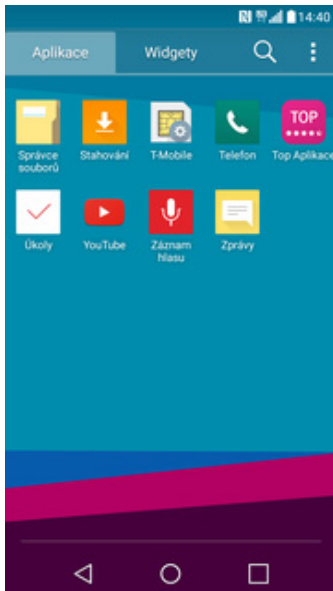 14:40
Aplikace Widgety
TOP
Správce souborů Stahování T-Mobile Telefon Top Aplikace
Úkoly YouTube Záznam hlasu Zprávy